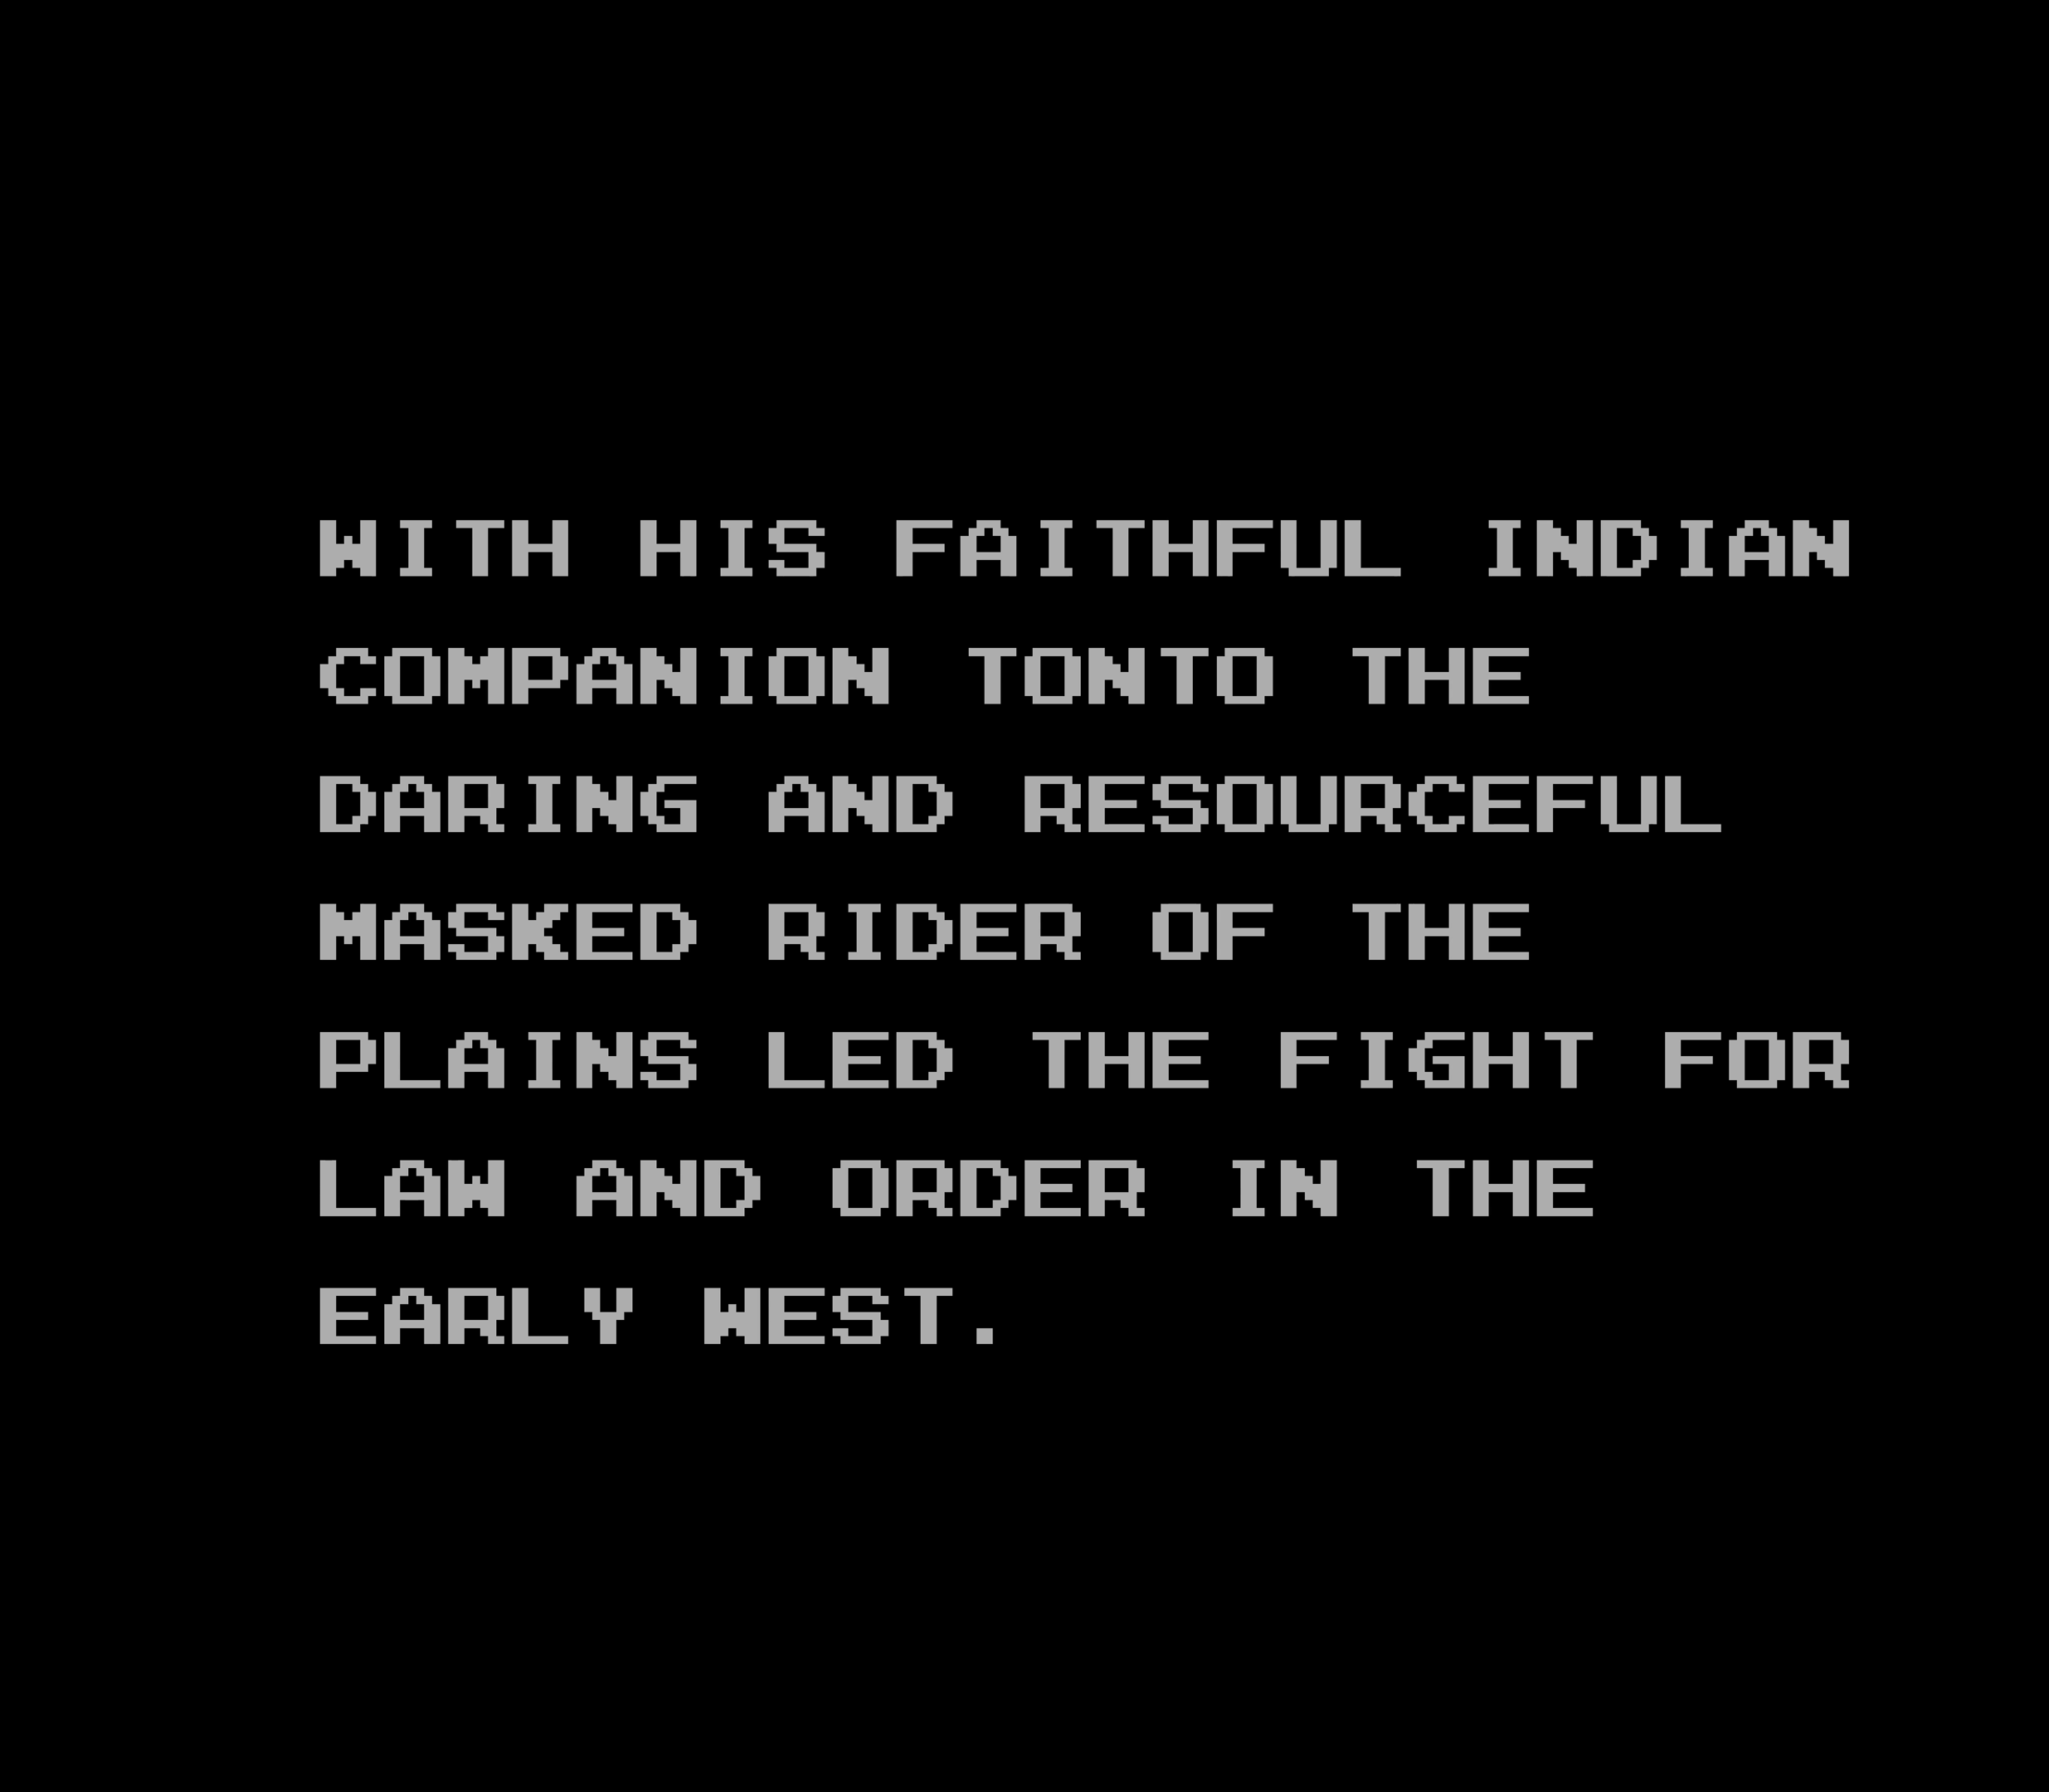 WITH HIS FAITHFUL INDIAN
COMPANION TONTO THE
DARING AND RESOURCEFUL
MASKED RIDER OF THE
PLAINS LED THE FIGHT FOR
LAW AND ORDER IN THE
EARLY WEST.